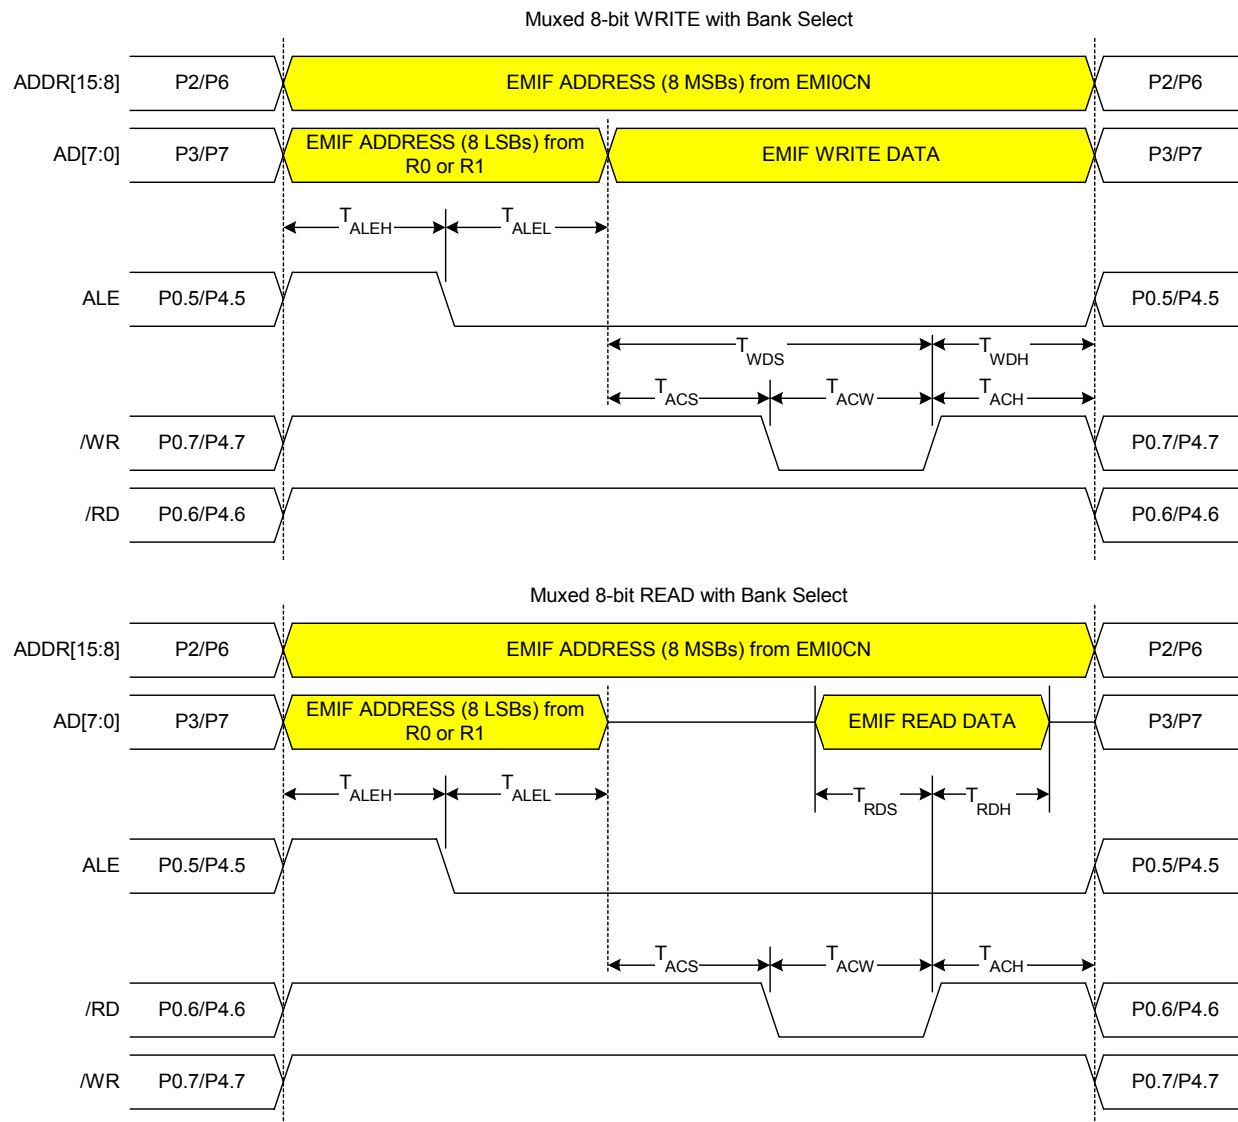 Muxed 8-bit WRITE with Bank Select
ADDR[15:8] P2/P6 EMIF ADDRESS (8 MSBs) from EMI0CN P2/P6
AD[7:0] P3/P7 EMIF ADDRESS (8 LSBs) from R0 or R1 EMIF WRITE DATA P3/P7
TALEH TALEL
ALE P0.5/P4.5 P0.5/P4.5
TWDS TWDH
TACS TACW TACH
/WR P0.7/P4.7 P0.7/P4.7
/RD P0.6/P4.6 P0.6/P4.6
Muxed 8-bit READ with Bank Select
ADDR[15:8] P2/P6 EMIF ADDRESS (8 MSBs) from EMI0CN P2/P6
AD[7:0] P3/P7 EMIF ADDRESS (8 LSBs) from R0 or R1 EMIF READ DATA P3/P7
TALEH TALEL TRDS TRDH
ALE P0.5/P4.5 P0.5/P4.5
TACS TACW TACH
/RD P0.6/P4.6 P0.6/P4.6
/WR P0.7/P4.7 P0.7/P4.7